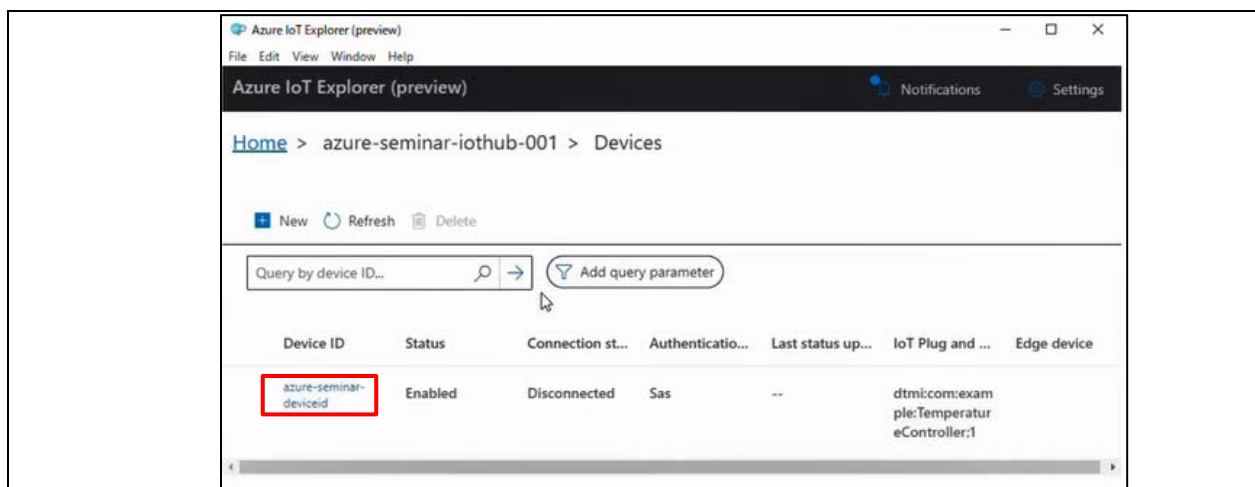 Azure IoT Explorer (preview)
File Edit View Window Help
Azure IoT Explorer (preview)
Notifications
Settings
Home > azure-seminar-iothub-001 > Devices
New Refresh Delete
Query by device ID...
Add query parameter
Device ID Status Connection st... Authenticatio... Last status up... IoT Plug and ... Edge device
azure-seminar-
deviceid
Enabled Disconnected Sas --
dtmi:com:exam
ple:Temperatur
eController;1